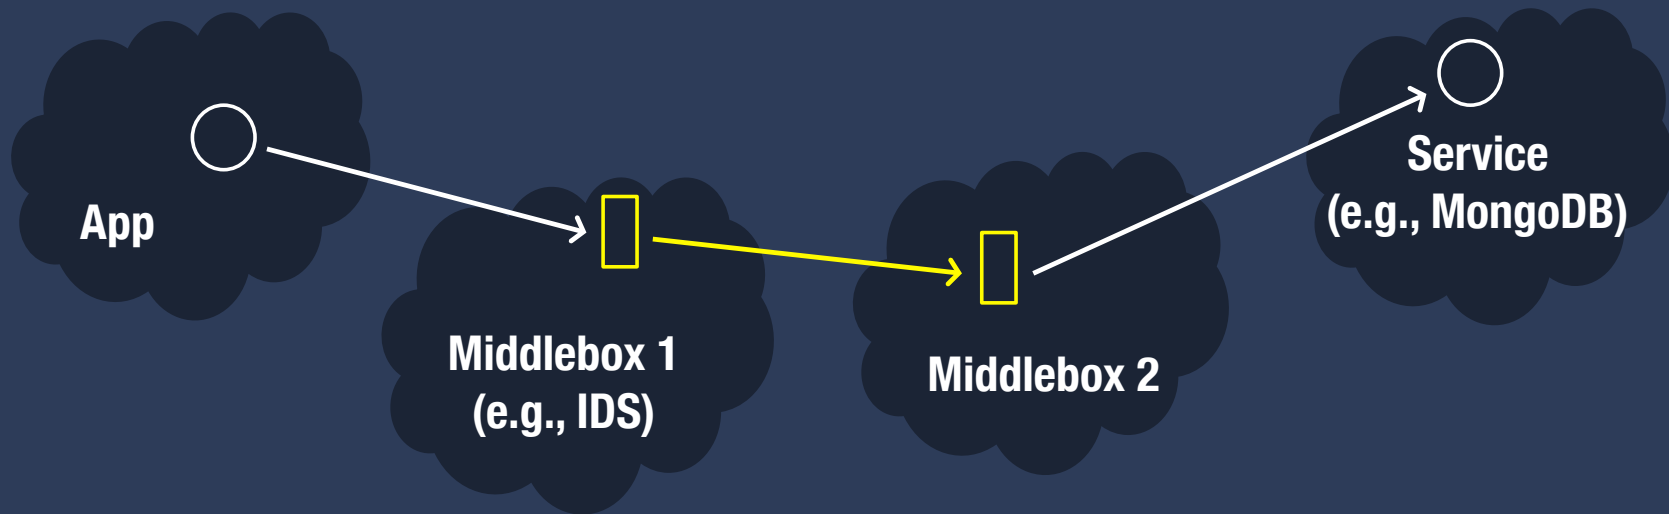 App
Middlebox 1
(e.g., IDS)
Middlebox 2
Service
(e.g., MongoDB)